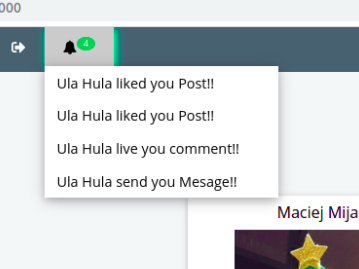 000
4
Ula Hula liked you Post!!
Ula Hula liked you Post!!
Ula Hula live you comment!!
Ula Hula send you Mesage!!
Maciej Mija